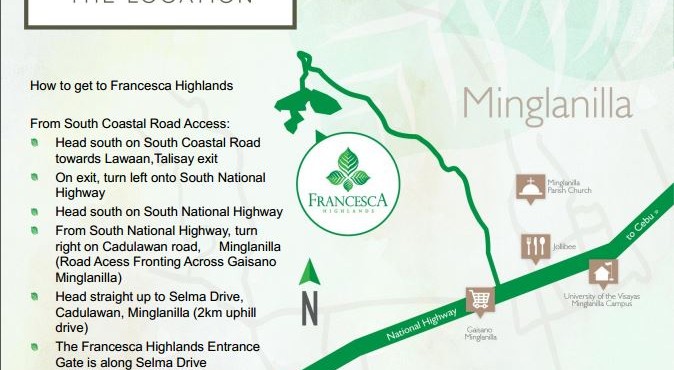 THE LOCATION
How to get to Francesca Highlands
From South Coastal Road Access:
Head south on South Coastal Road
towards Lawaan,Talisay exit
On exit, turn left onto South National
Highway
Head south on South National Highway
From South National Highway, turn
right on Cadulawan road, Minglanilla
(Road Acess Fronting Across Gaisano
Minglanilla)
Head straight up to Selma Drive,
Cadulawan, Minglanilla (2km uphill
drive)
The Francesca Highlands Entrance
Gate is along Selma Drive
Minglanilla
FRANCESCA
HIGHLANDS
Minglanilla
Parish Church
Jollibee
to Cebu »
University of the Visayas
Minglanilla Campus
National Highway
Gaisano
Minglanilla
N